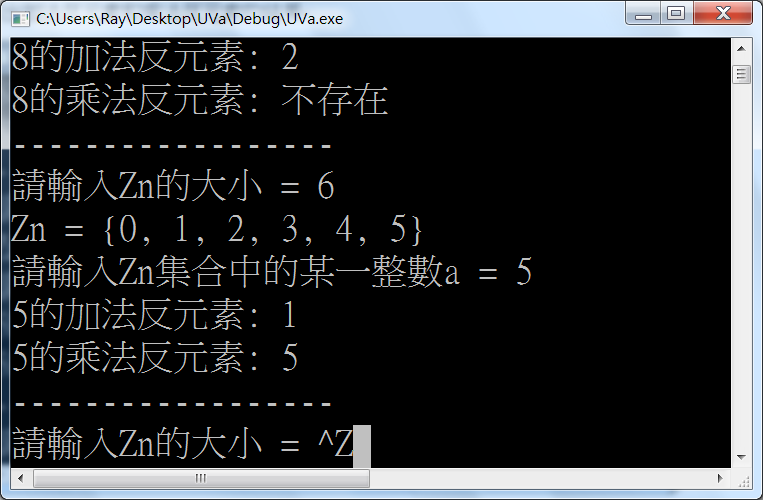 C:\Users\Ray\Desktop\UVa\Debug\UVa.exe
8的加法反元素: 2
8的乘法反元素: 不存在
------------------
請輸入Zn的大小 = 6
Zn = {0, 1, 2, 3, 4, 5}
請輸入Zn集合中的某一整數a = 5
5的加法反元素: 1
5的乘法反元素: 5
------------------
請輸入Zn的大小 = ^Z